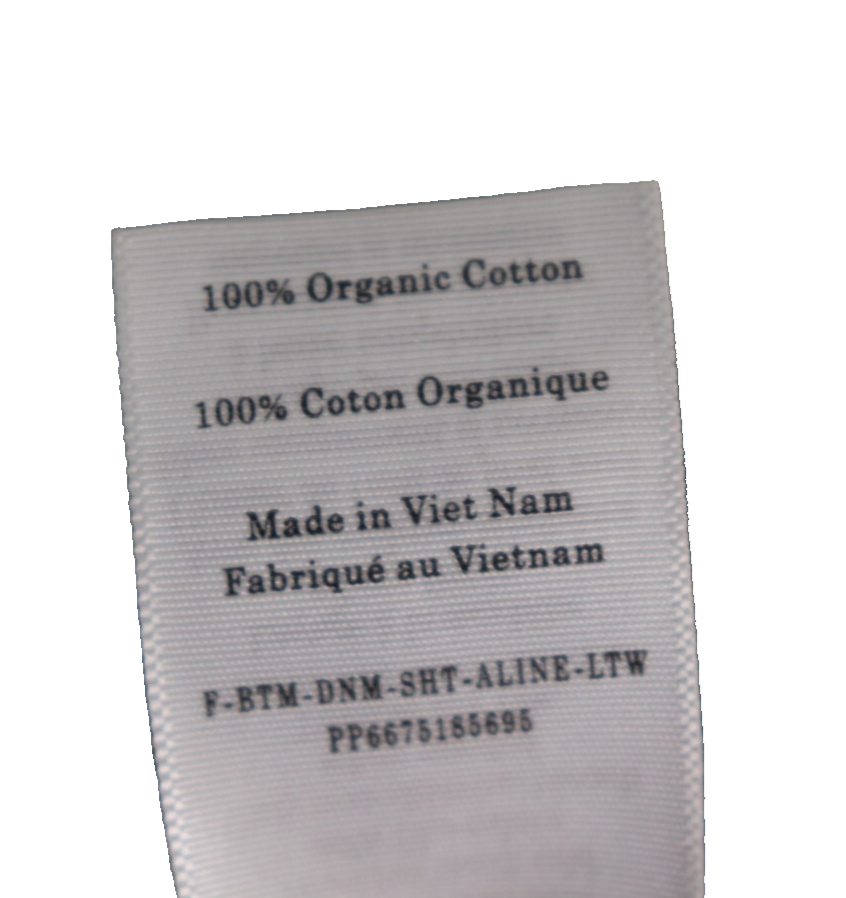 100% Organic Cotton
100% Coton Organique
Made in Viet Nam
Fabriqué au Vietnam
F-BTM-DNM-SHT-ALINE-LTW
PP6675185695